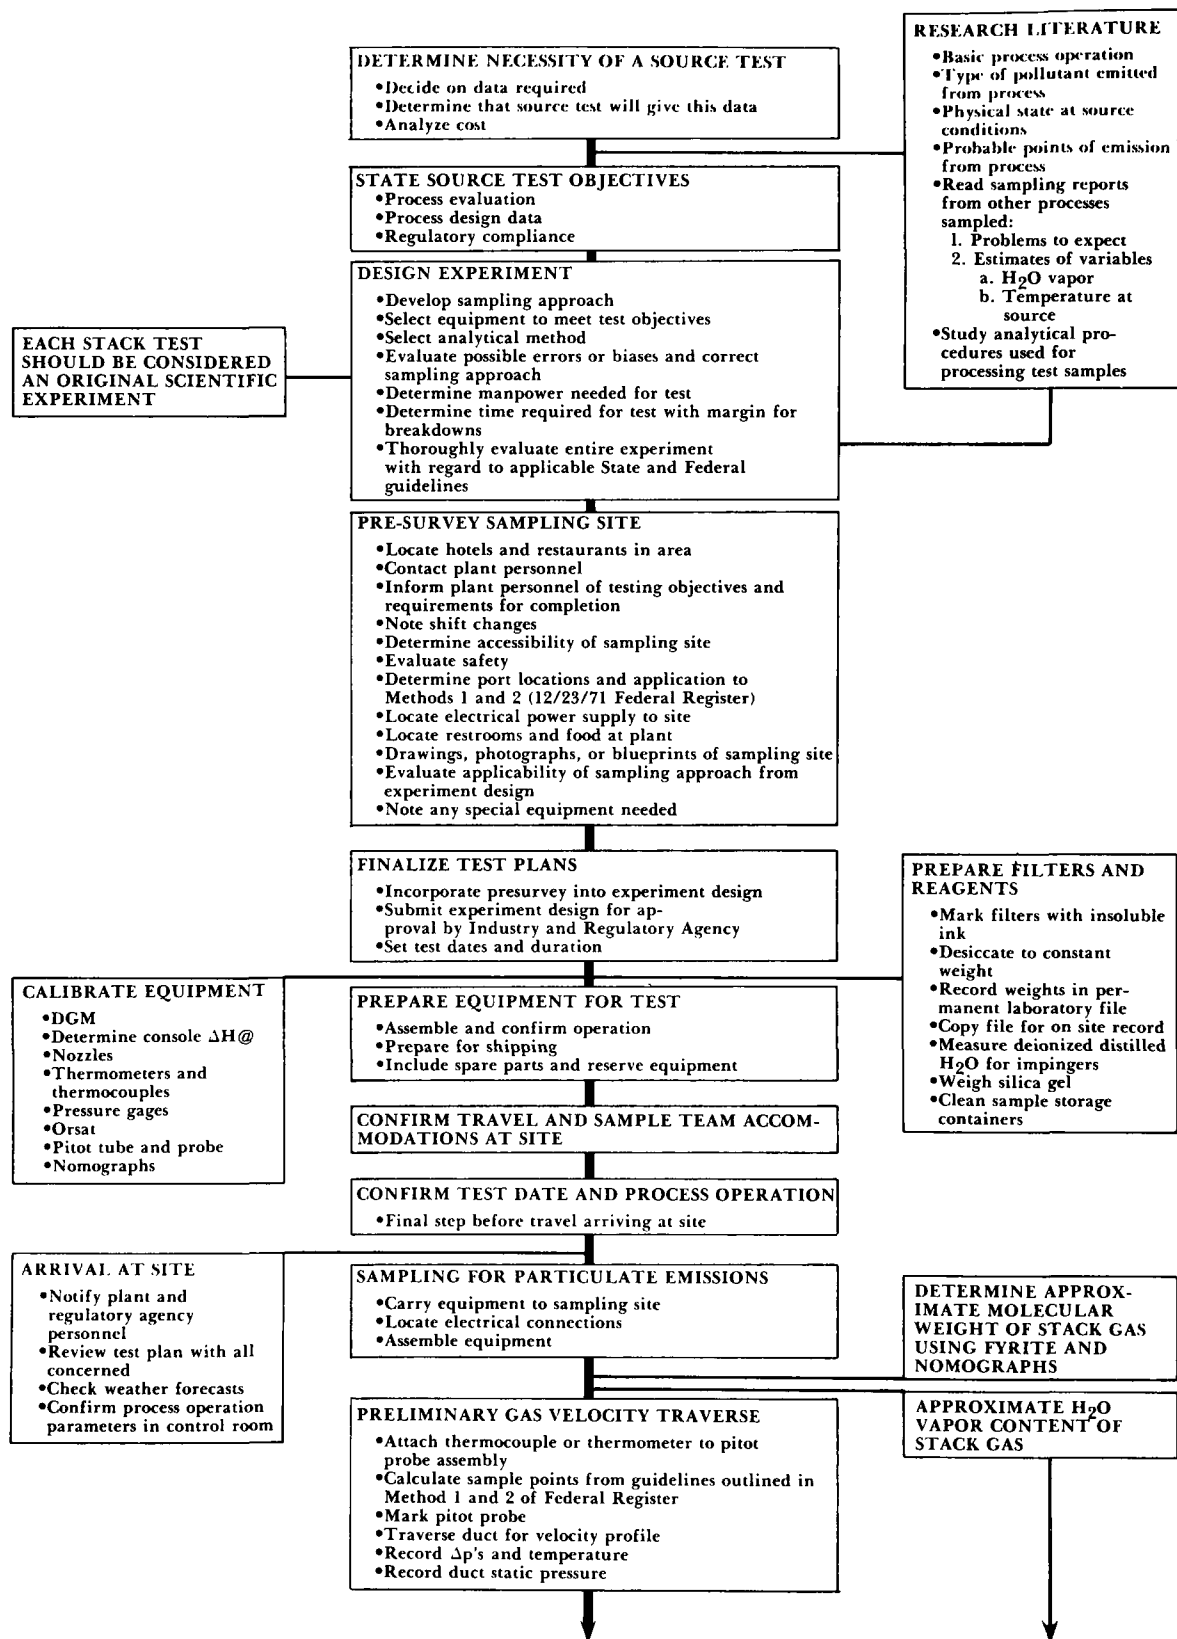 DETERMINE NECESSITY OF A SOURCE TEST
•Decide on data required
•Determine that source test will give this data
•Analyze cost
RESEARCH LITERATURE
•Basic process operation
•Type of pollutant emitted
from process
•Physical state at source
conditions
•Probable points of emission
from process
•Read sampling reports
from other processes
sampled:
1. Problems to expect
2. Estimates of variables
a. H2O vapor
b. Temperature at
source
•Study analytical pro-
cedures used for
processing test samples
STATE SOURCE TEST OBJECTIVES
•Process evaluation
•Process design data
•Regulatory compliance
EACH STACK TEST
SHOULD BE CONSIDERED
AN ORIGINAL SCIENTIFIC
EXPERIMENT
DESIGN EXPERIMENT
•Develop sampling approach
•Select equipment to meet test objectives
•Select analytical method
•Evaluate possible errors or biases and correct
sampling approach
•Determine manpower needed for test
•Determine time required for test with margin for
breakdowns
•Thoroughly evaluate entire experiment
with regard to applicable State and Federal
guidelines
PRE-SURVEY SAMPLING SITE
•Locate hotels and restaurants in area
•Contact plant personnel
•Inform plant personnel of testing objectives and
requirements for completion
•Note shift changes
•Determine accessibility of sampling site
•Evaluate safety
•Determine port locations and application to
Methods 1 and 2 (12/23/71 Federal Register)
•Locate electrical power supply to site
•Locate restrooms and food at plant
•Drawings, photographs, or blueprints of sampling site
•Evaluate applicability of sampling approach from
experiment design
•Note any special equipment needed
FINALIZE TEST PLANS
•Incorporate presurvey into experiment design
•Submit experiment design for ap-
proval by Industry and Regulatory Agency
•Set test dates and duration
PREPARE FILTERS AND
REAGENTS
•Mark filters with insoluble
ink
•Desiccate to constant
weight
•Record weights in per-
manent laboratory file
•Copy file for on site record
•Measure deionized distilled
H2O for impingers
•Weigh silica gel
•Clean sample storage
containers
CALIBRATE EQUIPMENT
•DGM
•Determine console ΔH@
•Nozzles
•Thermometers and
thermocouples
•Pressure gages
•Orsat
•Pitot tube and probe
•Nomographs
PREPARE EQUIPMENT FOR TEST
•Assemble and confirm operation
•Prepare for shipping
•Include spare parts and reserve equipment
CONFIRM TRAVEL AND SAMPLE TEAM ACCOM-
MODATIONS AT SITE
CONFIRM TEST DATE AND PROCESS OPERATION
•Final step before travel arriving at site
ARRIVAL AT SITE
•Notify plant and
regulatory agency
personnel
•Review test plan with all
concerned
•Check weather forecasts
•Confirm process operation
parameters in control room
SAMPLING FOR PARTICULATE EMISSIONS
•Carry equipment to sampling site
•Locate electrical connections
•Assemble equipment
DETERMINE APPROX-
IMATE MOLECULAR
WEIGHT OF STACK GAS
USING FYRITE AND
NOMOGRAPHS
APPROXIMATE H2O
VAPOR CONTENT OF
STACK GAS
PRELIMINARY GAS VELOCITY TRAVERSE
•Attach thermocouple or thermometer to pitot
probe assembly
•Calculate sample points from guidelines outlined in
Method 1 and 2 of Federal Register
•Mark pitot probe
•Traverse duct for velocity profile
•Record Δp's and temperature
•Record duct static pressure